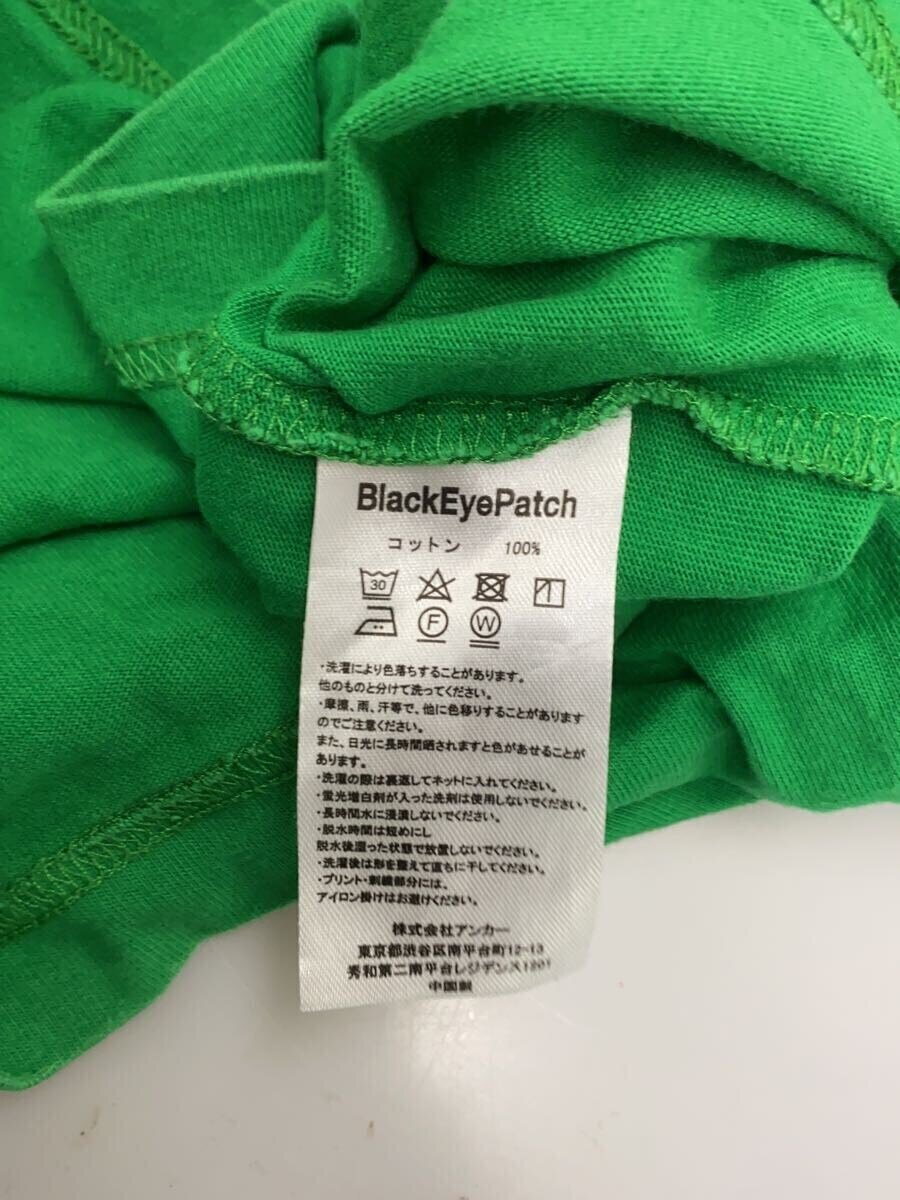 BlackEyePatch
コットン 100%
30
F W
・洗濯により色落ちすることがあります。
他のものと分けて洗ってください。
・摩擦、雨、汗等で、他に色移りすることがあります
のでご注意ください。
また、日光に長時間晒されますと色があせることが
あります。
・洗濯の際は裏返してネットに入れてください。
・蛍光増白剤が入った洗剤は使用しないでください。
・長時間水に浸漬しないでください。
・脱水時間は短めにし
脱水後湿った状態で放置しないでください。
・洗濯後は形を整えて直ちに干してください。
・プリント・刺繍部分には、
アイロン掛けはお避けください。
株式会社アンカー
東京都渋谷区南平台町12-13
秀和第二南平台レジデンス1201
中国製